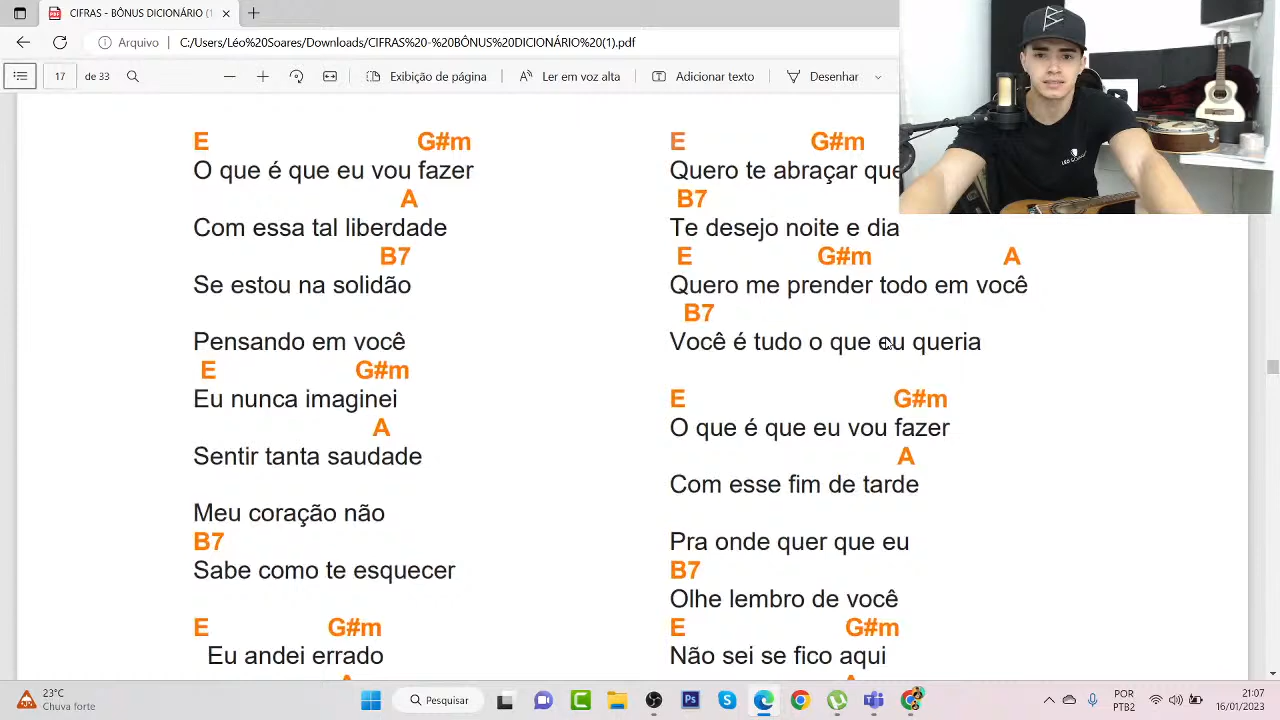 CIFRAS - BÔNUS DICIONÁRIO (1
Arquivo
C:/Users/Léo%20Soares/Downloads/CIFRAS%20-%20BÔNUS%20DICIONÁRIO%20(1).pdf
17 de 33
Exibição de página
Ler em voz alta
Adicionar texto
Desenhar
E G#m
O que é que eu vou fazer
A
Com essa tal liberdade
B7
Se estou na solidão
Pensando em você
E G#m
Eu nunca imaginei
A
Sentir tanta saudade
Meu coração não
B7
Sabe como te esquecer
E G#m
Eu andei errado
E G#m
Quero te abraçar
B7
Te desejo noite e dia
E G#m A
Quero me prender todo em você
B7
Você é tudo o que eu queria
E G#m
O que é que eu vou fazer
A
Com esse fim de tarde
Pra onde quer que eu
B7
Olhe lembro de você
E G#m
Não sei se fico aqui
23°C
Chuva forte
Pesquisar
POR
PTB2
21:07
16/01/2023